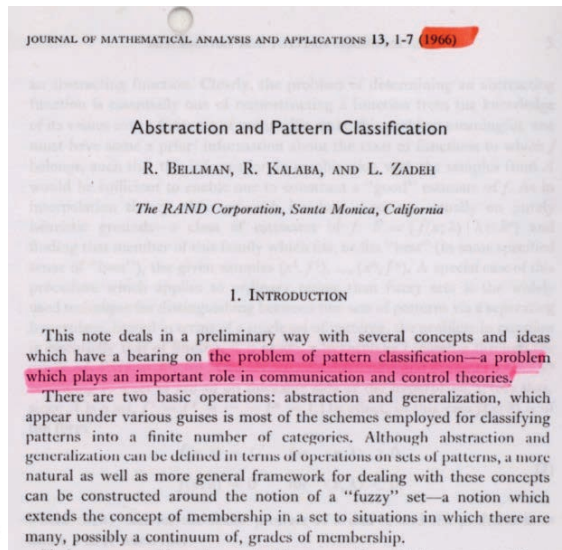 JOURNAL OF MATHEMATICAL ANALYSIS AND APPLICATIONS 13, 1-7 (1966)
Abstraction and Pattern Classification
R. BELLMAN, R. KALABA, AND L. ZADEH
The RAND Corporation, Santa Monica, California
I. INTRODUCTION
This note deals in a preliminary way with several concepts and ideas
which have a bearing on the problem of pattern classification—a problem
which plays an important role in communication and control theories.
There are two basic operations: abstraction and generalization, which
appear under various guises is most of the schemes employed for classifying
patterns into a finite number of categories. Although abstraction and
generalization can be defined in terms of operations on sets of patterns, a more
natural as well as more general framework for dealing with these concepts
can be constructed around the notion of a "fuzzy" set—a notion which
extends the concept of membership in a set to situations in which there are
many, possibly a continuum of, grades of membership.